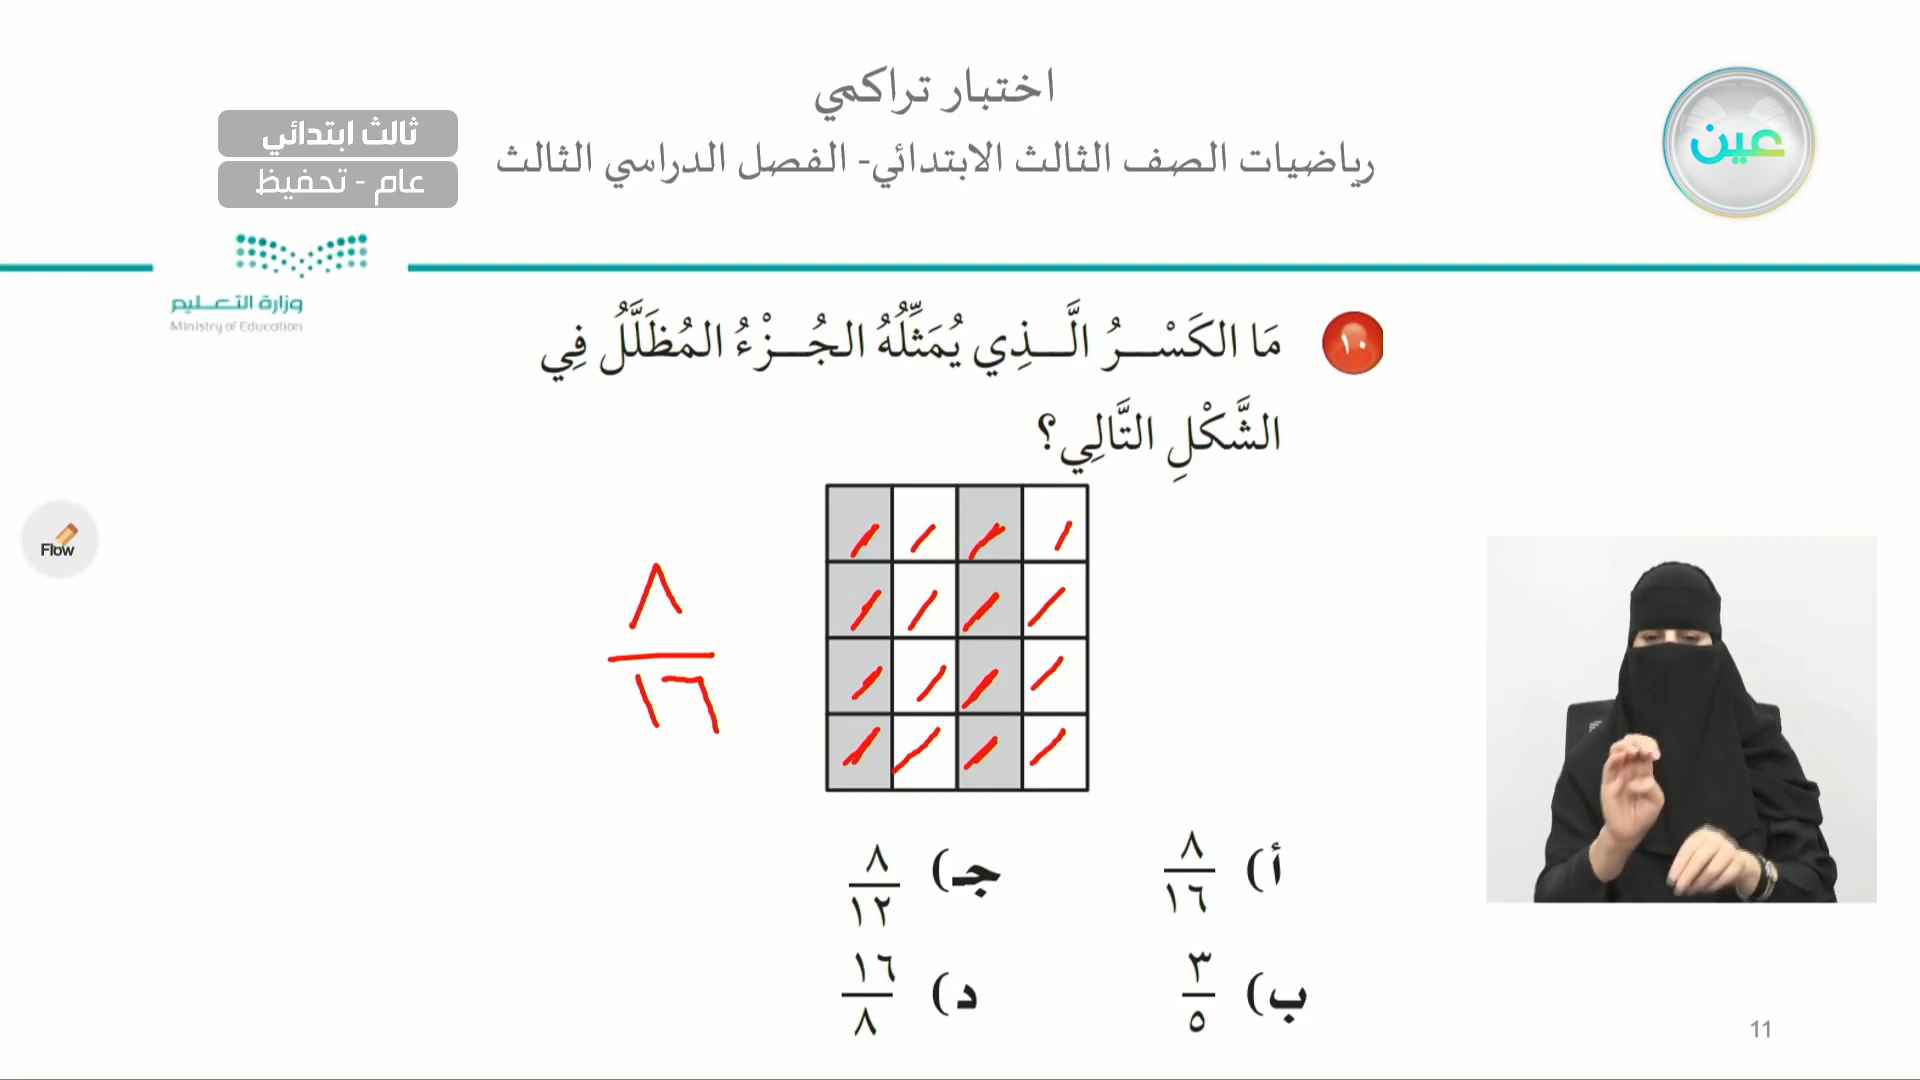 اختبار تراكمي
رياضيات الصف الثالث الابتدائي- الفصل الدراسي الثالث
عين
ثالث ابتدائي
عام - تحفيظ
وزارة التعليم
Ministry of Education
١٠ مَا الكَسْرُ الَّذِي يُمَثِّلُهُ الجُزْءُ المُظَلَّلُ فِي
الشَّكْلِ التَّالِي؟
Flow
٨
١٦
أ) ٨/١٦
جـ) ٨/١٢
ب) ٣/٥
د) ١٦/٨
11